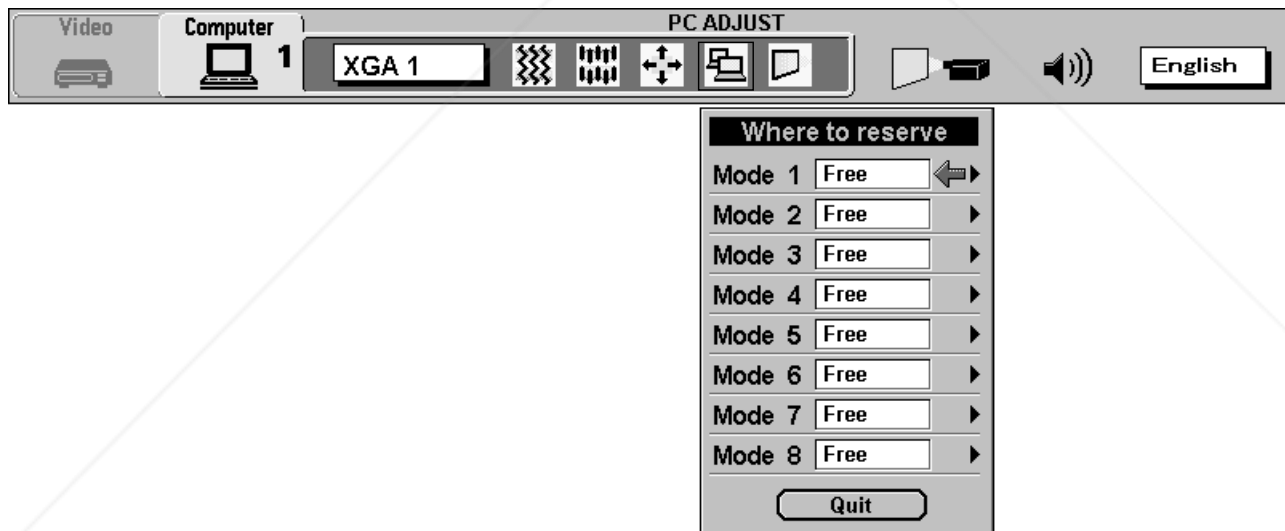 Video
Computer
1
PC ADJUST
XGA 1
English
Where to reserve
Mode 1 Free
Mode 2 Free
Mode 3 Free
Mode 4 Free
Mode 5 Free
Mode 6 Free
Mode 7 Free
Mode 8 Free
Quit